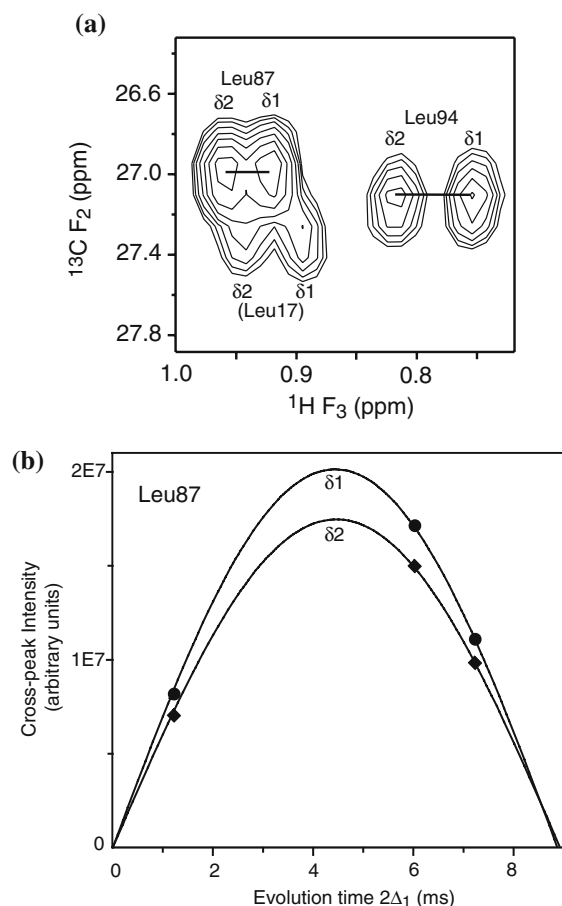 (a)
Leu87
δ2 δ1
Leu94
δ2 δ1
26.6
27.0
27.4
27.8
¹³C F₂ (ppm)
δ2 δ1
(Leu17)
1.0 0.9 0.8
¹H F₃ (ppm)
(b)
2E7
1E7
0
Leu87
δ1
δ2
Cross-peak Intensity
(arbitrary units)
0 2 4 6 8
Evolution time 2Δ₁ (ms)